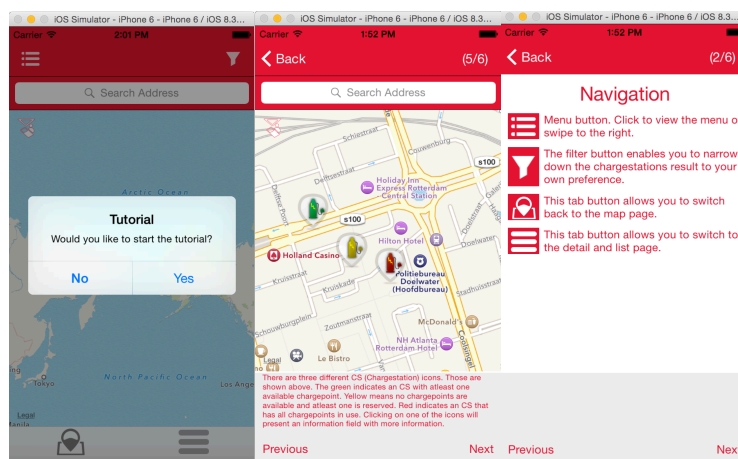 iOS Simulator - iPhone 6 - iPhone 6 / iOS 8.3...
Carrier 2:01 PM
Search Address
Arctic Ocean
Tutorial
Would you like to start the tutorial?
No Yes
Tokyo
North Pacific Ocean
Los Ange
Legal
Manila
iOS Simulator - iPhone 6 - iPhone 6 / iOS 8.3...
Carrier 1:52 PM
Back (5/6)
Search Address
Schiestraat
Couwenburg
Delftsestraat
s100
Delftse Poort
Holiday Inn
Express Rotterdam
Central Station
s100
Doelstraat
Hilton Hotel
Doelwater
Holland Casino
Politiebureau
Doelwater
(Hoofdbureau)
Kruisstraat
Kruiskade
Stadhuisstraat
Schouwburgplein
Zoutmanstraat
McDonald's
Coolsingel
NH Atlanta
Rotterdam Hotel
Le Bistro
Legal
There are three different CS (Chargestation) icons. Those are
shown above. The green indicates an CS with atleast one
available chargepoint. Yellow means no chargepoints are
available and atleast one is reserved. Red indicates an CS that
has all chargepoints in use. Clicking on one of the icons will
present an information field with more information.
Previous Next
iOS Simulator - iPhone 6 - iPhone 6 / iOS 8.3...
Carrier 1:52 PM
Back (2/6)
Navigation
Menu button. Click to view the menu o
swipe to the right.
The filter button enables you to narrow
down the chargestations result to your
own preference.
This tab button allows you to switch
back to the map page.
This tab button allows you to switch to
the detail and list page.
Previous Nex